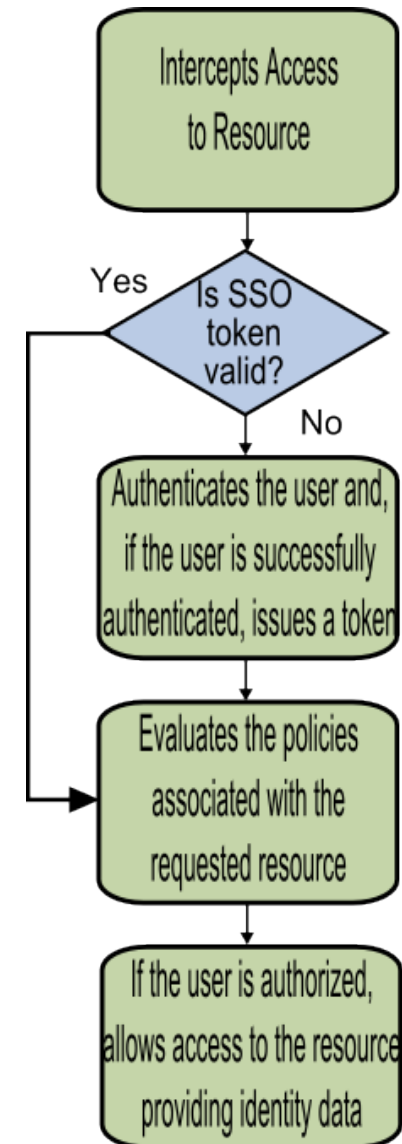 Intercepts Access
to Resource
Yes
Is SSO
token
valid?
No
Authenticates the user and,
if the user is successfully
authenticated, issues a token
Evaluates the policies
associated with the
requested resource
If the user is authorized,
allows access to the resource
providing identity data